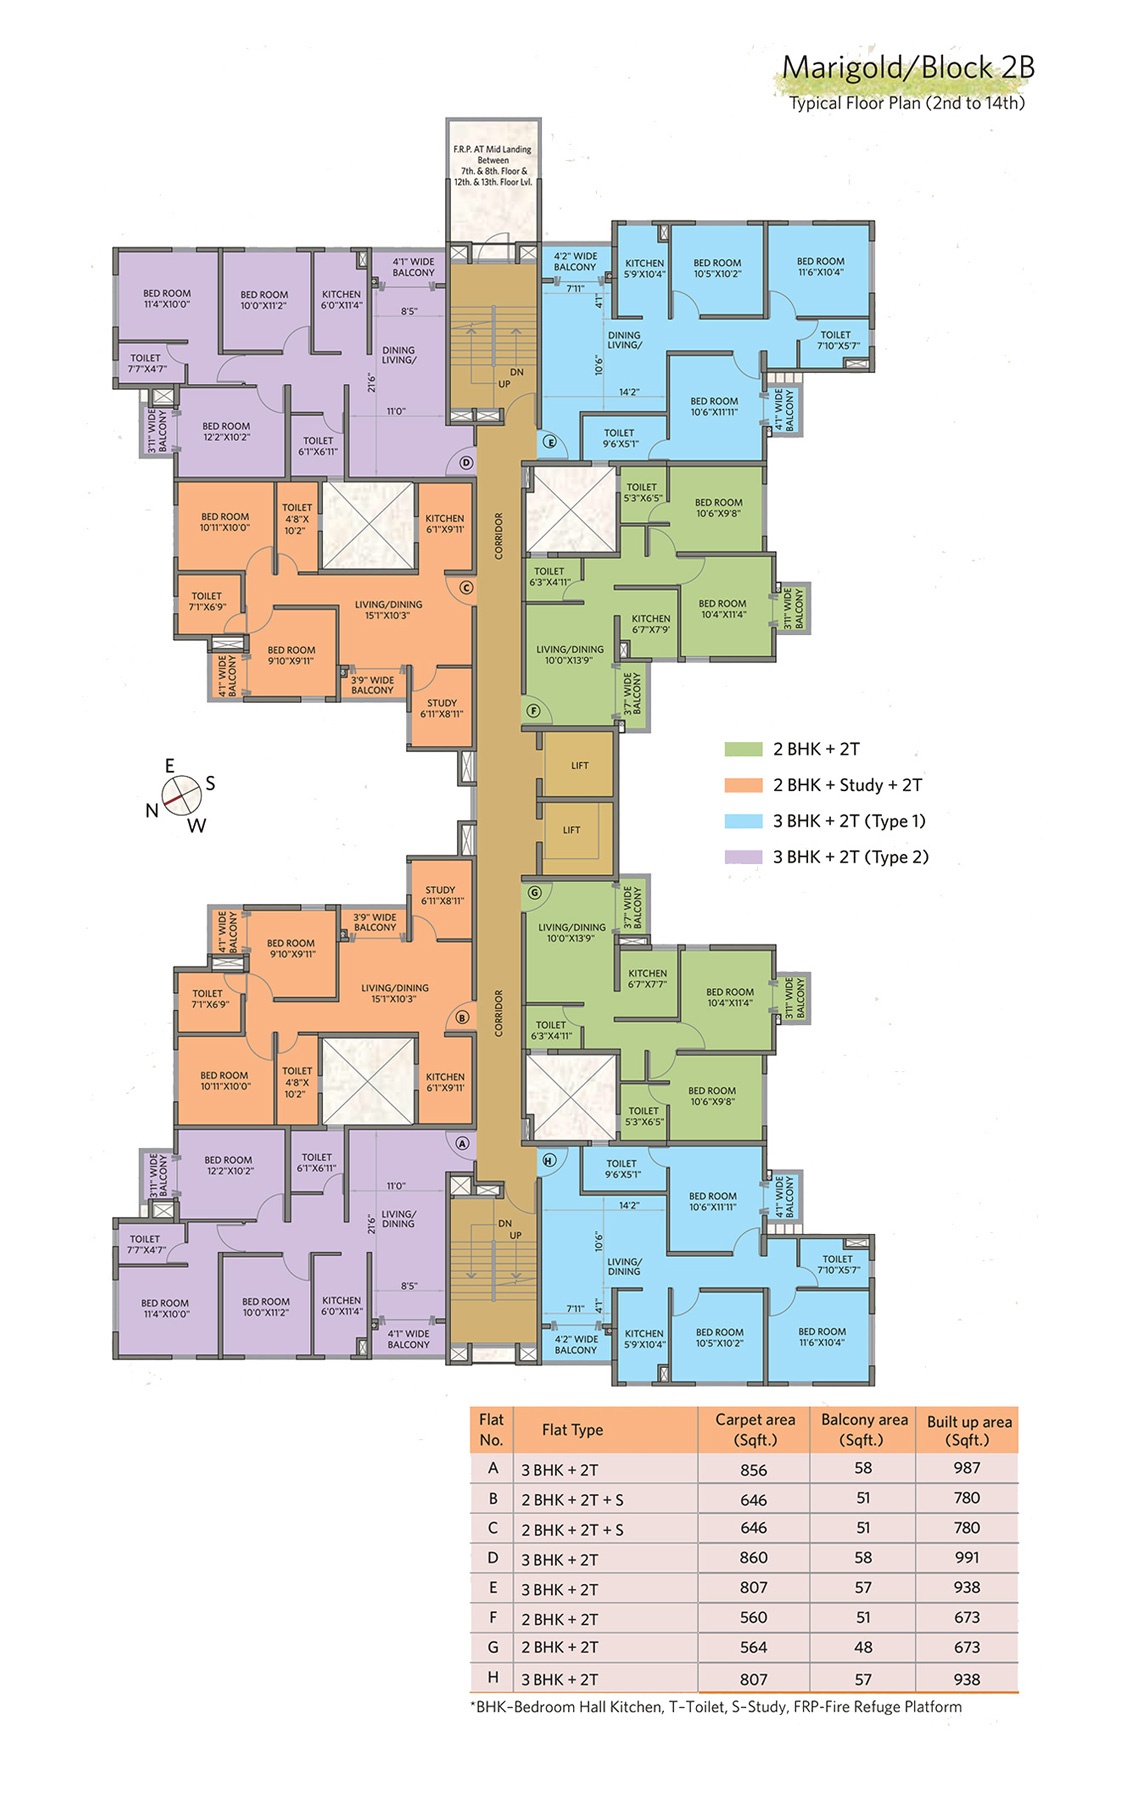 Marigold/Block 2B
Typical Floor Plan (2nd to 14th)
F.R.P. AT Mid Landing
Between
7th. & 8th. Floor &
12th. & 13th. Floor Lvl.
BED ROOM
11'4"X10'0"
BED ROOM
10'0"X11'2"
KITCHEN
6'0"X11'4"
4'1" WIDE
BALCONY
8'5"
DINING
LIVING/
21'6"
11'0"
TOILET
7'7"X4'7"
3'11" WIDE
BALCONY
BED ROOM
12'2"X10'2"
TOILET
6'1"X6'11"
D
DN
UP
4'2" WIDE
BALCONY
7'11"
4'1"
KITCHEN
5'9"X10'4"
BED ROOM
10'5"X10'2"
BED ROOM
11'6"X10'4"
DINING
LIVING/
10'6"
14'2"
TOILET
7'10"X5'7"
BED ROOM
10'6"X11'11"
4'1" WIDE
BALCONY
TOILET
9'6"X5'1"
E
BED ROOM
10'11"X10'0"
TOILET
4'8"X
10'2"
KITCHEN
6'1"X9'11"
CORRIDOR
TOILET
7'1"X6'9"
LIVING/DINING
15'1"X10'3"
C
BED ROOM
9'10"X9'11"
4'1" WIDE
BALCONY
3'9" WIDE
BALCONY
STUDY
6'11"X8'11"
TOILET
5'3"X6'5"
BED ROOM
10'6"X9'8"
TOILET
6'3"X4'11"
KITCHEN
6'7"X7'9'
BED ROOM
10'4"X11'4"
3'11" WIDE
BALCONY
LIVING/DINING
10'0"X13'9"
3'7" WIDE
BALCONY
F
LIFT
LIFT
E
S
N
W
2 BHK + 2T
2 BHK + Study + 2T
3 BHK + 2T (Type 1)
3 BHK + 2T (Type 2)
STUDY
6'11"X8'11"
3'9" WIDE
BALCONY
4'1" WIDE
BALCONY
BED ROOM
9'10"X9'11"
TOILET
7'1"X6'9"
LIVING/DINING
15'1"X10'3"
B
BED ROOM
10'11"X10'0"
TOILET
4'8"X
10'2"
KITCHEN
6'1"X9'11'
CORRIDOR
G
3'7" WIDE
BALCONY
LIVING/DINING
10'0"X13'9"
KITCHEN
6'7"X7'7"
BED ROOM
10'4"X11'4"
3'11" WIDE
BALCONY
TOILET
6'3"X4'11"
BED ROOM
10'6"X9'8"
TOILET
5'3"X6'5"
3'11" WIDE
BALCONY
BED ROOM
12'2"X10'2"
TOILET
6'1"X6'11"
A
11'0"
LIVING/
DINING
21'6"
8'5"
TOILET
7'7"X4'7"
BED ROOM
11'4"X10'0"
BED ROOM
10'0"X11'2"
KITCHEN
6'0"X11'4"
4'1" WIDE
BALCONY
DN
UP
H
TOILET
9'6"X5'1"
BED ROOM
10'6"X11'11"
4'1" WIDE
BALCONY
14'2"
10'6"
LIVING/
DINING
TOILET
7'10"X5'7"
7'11"
4'1"
4'2" WIDE
BALCONY
KITCHEN
5'9"X10'4"
BED ROOM
10'5"X10'2"
BED ROOM
11'6"X10'4"
Flat No. Flat Type Carpet area (Sqft.) Balcony area (Sqft.) Built up area (Sqft.)
A 3 BHK + 2T 856 58 987
B 2 BHK + 2T + S 646 51 780
C 2 BHK + 2T + S 646 51 780
D 3 BHK + 2T 860 58 991
E 3 BHK + 2T 807 57 938
F 2 BHK + 2T 560 51 673
G 2 BHK + 2T 564 48 673
H 3 BHK + 2T 807 57 938
*BHK–Bedroom Hall Kitchen, T–Toilet, S–Study, FRP-Fire Refuge Platform